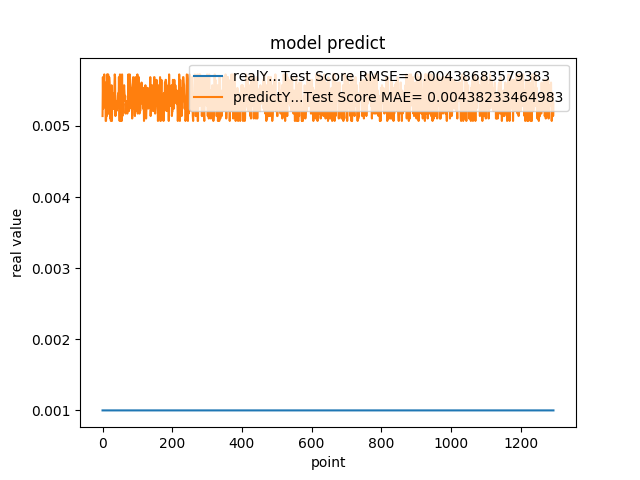 model predict
realY...Test Score RMSE= 0.00438683579383
predictY...Test Score MAE= 0.00438233464983
0.005
0.004
0.003
0.002
0.001
real value
0 200 400 600 800 1000 1200
point